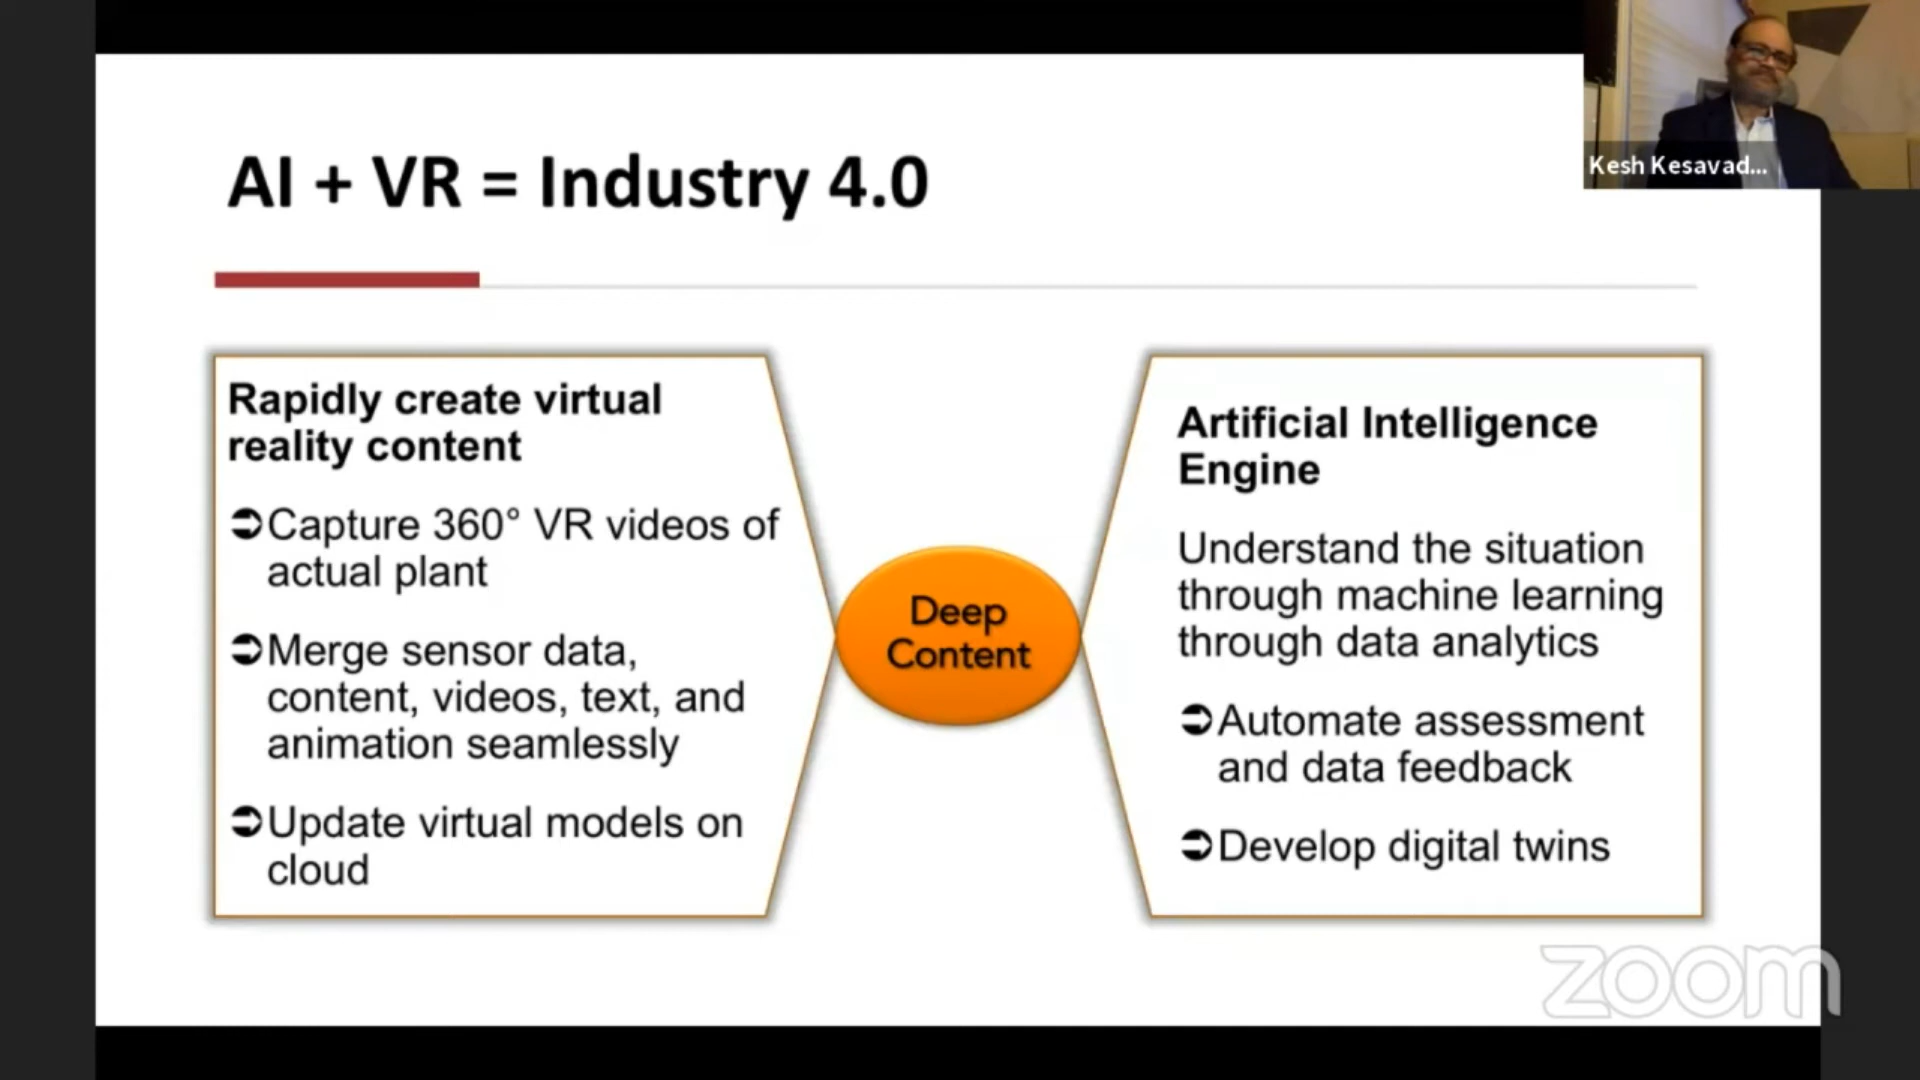 Kesh Kesavad...
AI + VR = Industry 4.0
Rapidly create virtual
reality content
➲Capture 360° VR videos of
actual plant
➲Merge sensor data,
content, videos, text, and
animation seamlessly
➲Update virtual models on
cloud
Deep
Content
Artificial Intelligence
Engine
Understand the situation
through machine learning
through data analytics
➲Automate assessment
and data feedback
➲Develop digital twins
zoom